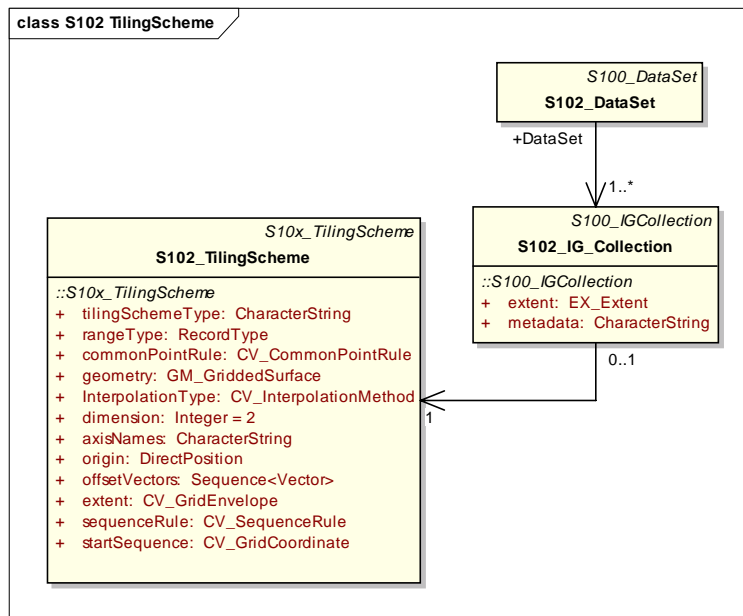 class S102 TilingScheme
S100_DataSet
S102_DataSet
+DataSet
1..*
S100_IGCollection
S102_IG_Collection
::S100_IGCollection
+ extent: EX_Extent
+ metadata: CharacterString
0..1
1
S10x_TilingScheme
S102_TilingScheme
::S10x_TilingScheme
+ tilingSchemeType: CharacterString
+ rangeType: RecordType
+ commonPointRule: CV_CommonPointRule
+ geometry: GM_GriddedSurface
+ InterpolationType: CV_InterpolationMethod
+ dimension: Integer = 2
+ axisNames: CharacterString
+ origin: DirectPosition
+ offsetVectors: Sequence<Vector>
+ extent: CV_GridEnvelope
+ sequenceRule: CV_SequenceRule
+ startSequence: CV_GridCoordinate